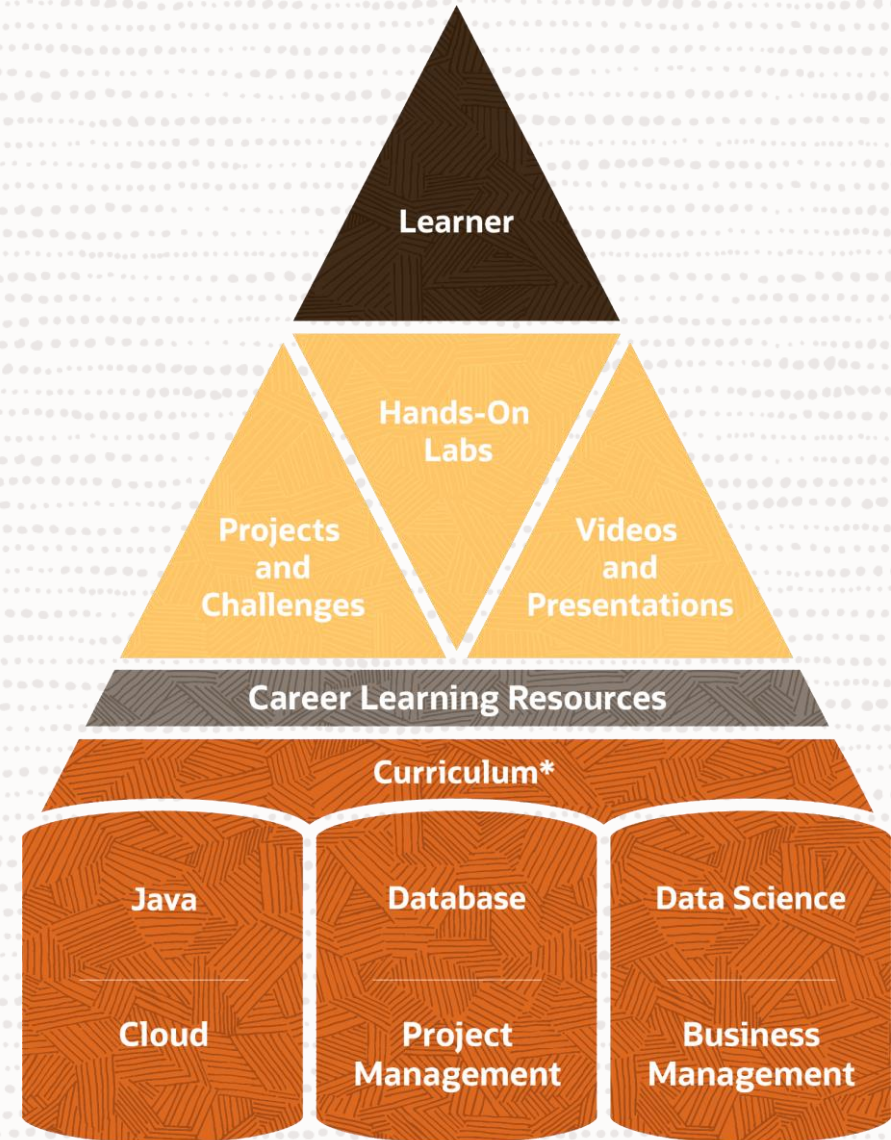 Learner
Hands-On
Labs
Projects
and
Challenges
Videos
and
Presentations
Career Learning Resources
Curriculum*
Java
Database
Data Science
Cloud
Project
Management
Business
Management